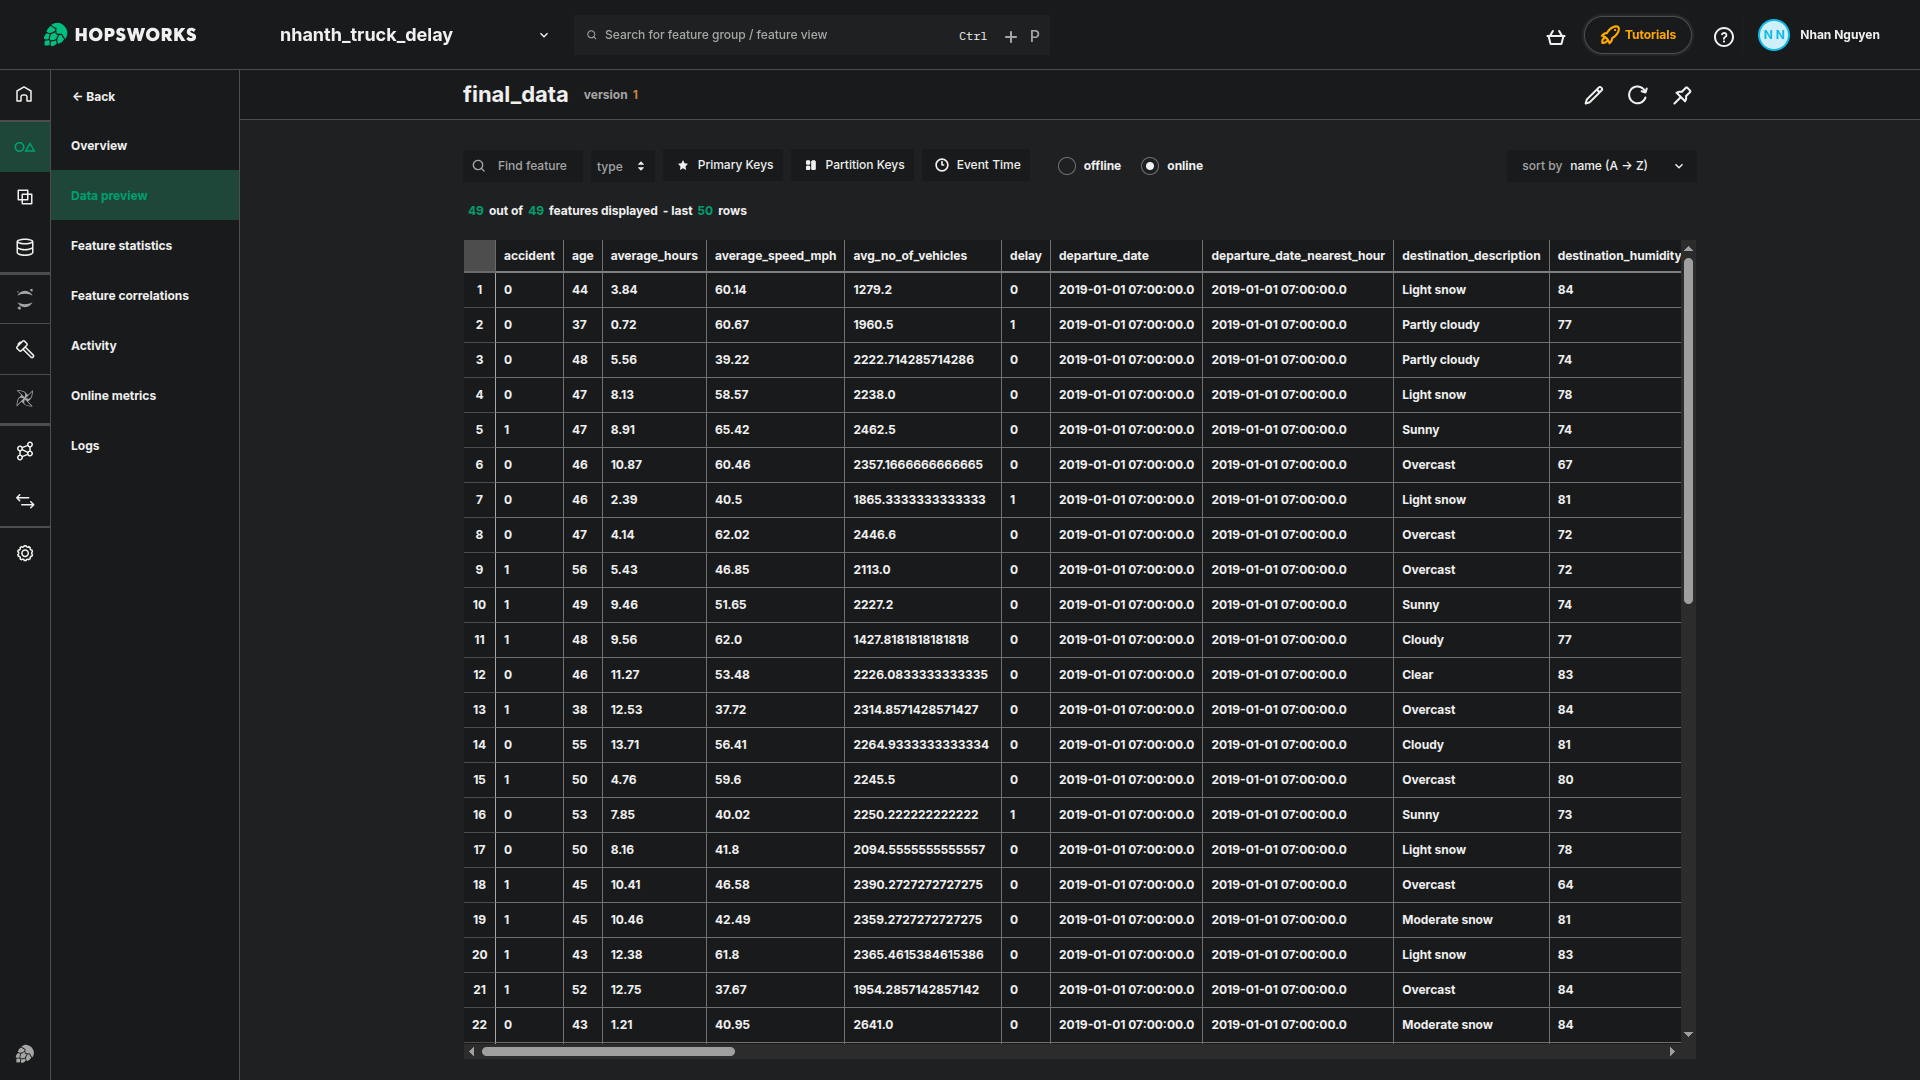 HOPSWORKS
nhanth_truck_delay
Search for feature group / feature view Ctrl + P
Tutorials
NN Nhan Nguyen
Back
Overview
Data preview
Feature statistics
Feature correlations
Activity
Online metrics
Logs
final_data version 1
Find feature type Primary Keys Partition Keys Event Time offline online sort by name (A → Z)
49 out of 49 features displayed - last 50 rows
accident age average_hours average_speed_mph avg_no_of_vehicles delay departure_date departure_date_nearest_hour destination_description destination_humidity
1 0 44 3.84 60.14 1279.2 0 2019-01-01 07:00:00.0 2019-01-01 07:00:00.0 Light snow 84
2 0 37 0.72 60.67 1960.5 1 2019-01-01 07:00:00.0 2019-01-01 07:00:00.0 Partly cloudy 77
3 0 48 5.56 39.22 2222.714285714286 0 2019-01-01 07:00:00.0 2019-01-01 07:00:00.0 Partly cloudy 74
4 0 47 8.13 58.57 2238.0 0 2019-01-01 07:00:00.0 2019-01-01 07:00:00.0 Light snow 78
5 1 47 8.91 65.42 2462.5 0 2019-01-01 07:00:00.0 2019-01-01 07:00:00.0 Sunny 74
6 0 46 10.87 60.46 2357.1666666666665 0 2019-01-01 07:00:00.0 2019-01-01 07:00:00.0 Overcast 67
7 0 46 2.39 40.5 1865.3333333333333 1 2019-01-01 07:00:00.0 2019-01-01 07:00:00.0 Light snow 81
8 0 47 4.14 62.02 2446.6 0 2019-01-01 07:00:00.0 2019-01-01 07:00:00.0 Overcast 72
9 1 56 5.43 46.85 2113.0 0 2019-01-01 07:00:00.0 2019-01-01 07:00:00.0 Overcast 72
10 1 49 9.46 51.65 2227.2 0 2019-01-01 07:00:00.0 2019-01-01 07:00:00.0 Sunny 74
11 1 48 9.56 62.0 1427.8181818181818 0 2019-01-01 07:00:00.0 2019-01-01 07:00:00.0 Cloudy 77
12 0 46 11.27 53.48 2226.0833333333335 0 2019-01-01 07:00:00.0 2019-01-01 07:00:00.0 Clear 83
13 1 38 12.53 37.72 2314.8571428571427 0 2019-01-01 07:00:00.0 2019-01-01 07:00:00.0 Overcast 84
14 0 55 13.71 56.41 2264.9333333333334 0 2019-01-01 07:00:00.0 2019-01-01 07:00:00.0 Cloudy 81
15 1 50 4.76 59.6 2245.5 0 2019-01-01 07:00:00.0 2019-01-01 07:00:00.0 Overcast 80
16 0 53 7.85 40.02 2250.222222222222 1 2019-01-01 07:00:00.0 2019-01-01 07:00:00.0 Sunny 73
17 0 50 8.16 41.8 2094.5555555555557 0 2019-01-01 07:00:00.0 2019-01-01 07:00:00.0 Light snow 78
18 1 45 10.41 46.58 2390.2727272727275 0 2019-01-01 07:00:00.0 2019-01-01 07:00:00.0 Overcast 64
19 1 45 10.46 42.49 2359.2727272727275 0 2019-01-01 07:00:00.0 2019-01-01 07:00:00.0 Moderate snow 81
20 1 43 12.38 61.8 2365.4615384615386 0 2019-01-01 07:00:00.0 2019-01-01 07:00:00.0 Light snow 83
21 1 52 12.75 37.67 1954.2857142857142 0 2019-01-01 07:00:00.0 2019-01-01 07:00:00.0 Overcast 84
22 0 43 1.21 40.95 2641.0 0 2019-01-01 07:00:00.0 2019-01-01 07:00:00.0 Moderate snow 84